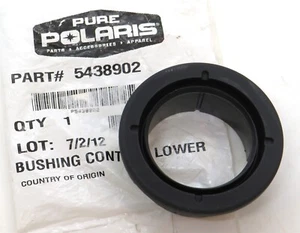 PURE
POLARIS
PARTS • ACCESSORIES • APPAREL
PART# 5438902
P5438902
QTY 1
LOT: 7/2/12
BUSHING CONT LOWER
COUNTRY OF ORIGIN